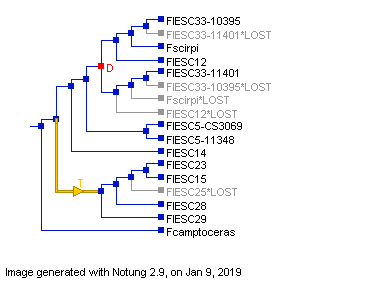 FIESC33-10395
FIESC33-11401*LOST
Fscirpi
FIESC12
D
FIESC33-11401
FIESC33-10395*LOST
Fscirpi*LOST
FIESC12*LOST
FIESC5-CS3069
FIESC5-11348
FIESC14
FIESC23
T
FIESC15
FIESC25*LOST
FIESC28
FIESC29
Fcamptoceras
Image generated with Notung 2.9, on Jan 9, 2019